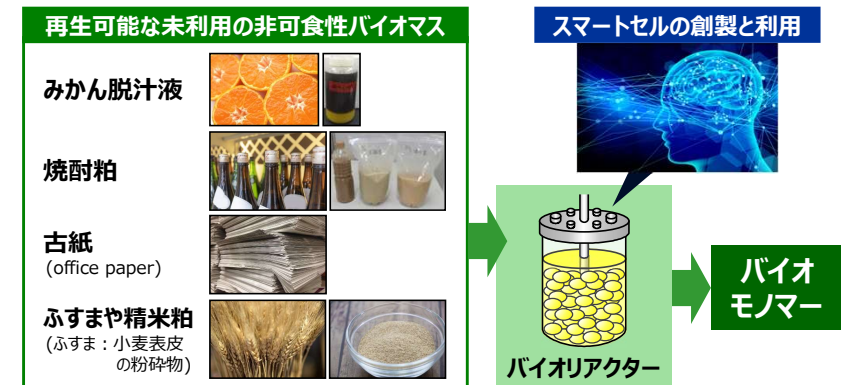 再生可能な未利用の非可食性バイオマス
スマートセルの創製と利用
みかん脱汁液
焼酎粕
古紙
(office paper)
ふすまや精米粕
(ふすま：小麦表皮
の粉砕物)
バイオリアクター
バイオ
モノマー